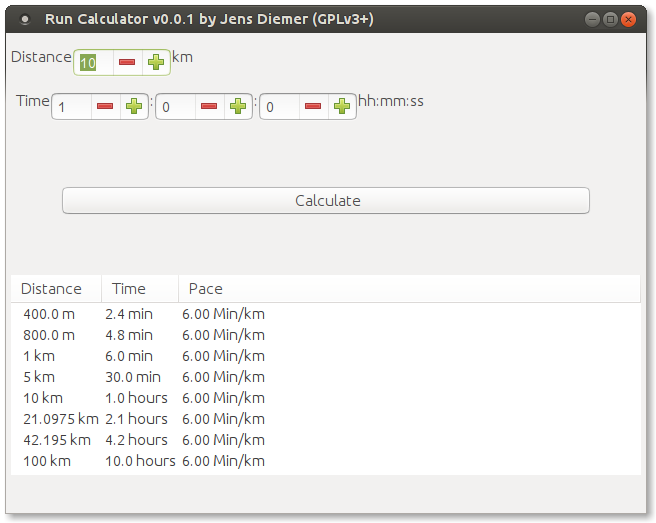 Run Calculator v0.0.1 by Jens Diemer (GPLv3+)
Distance 10 km
Time 1 : 0 : 0 hh:mm:ss
Calculate
Distance Time Pace
400.0 m 2.4 min 6.00 Min/km
800.0 m 4.8 min 6.00 Min/km
1 km 6.0 min 6.00 Min/km
5 km 30.0 min 6.00 Min/km
10 km 1.0 hours 6.00 Min/km
21.0975 km 2.1 hours 6.00 Min/km
42.195 km 4.2 hours 6.00 Min/km
100 km 10.0 hours 6.00 Min/km